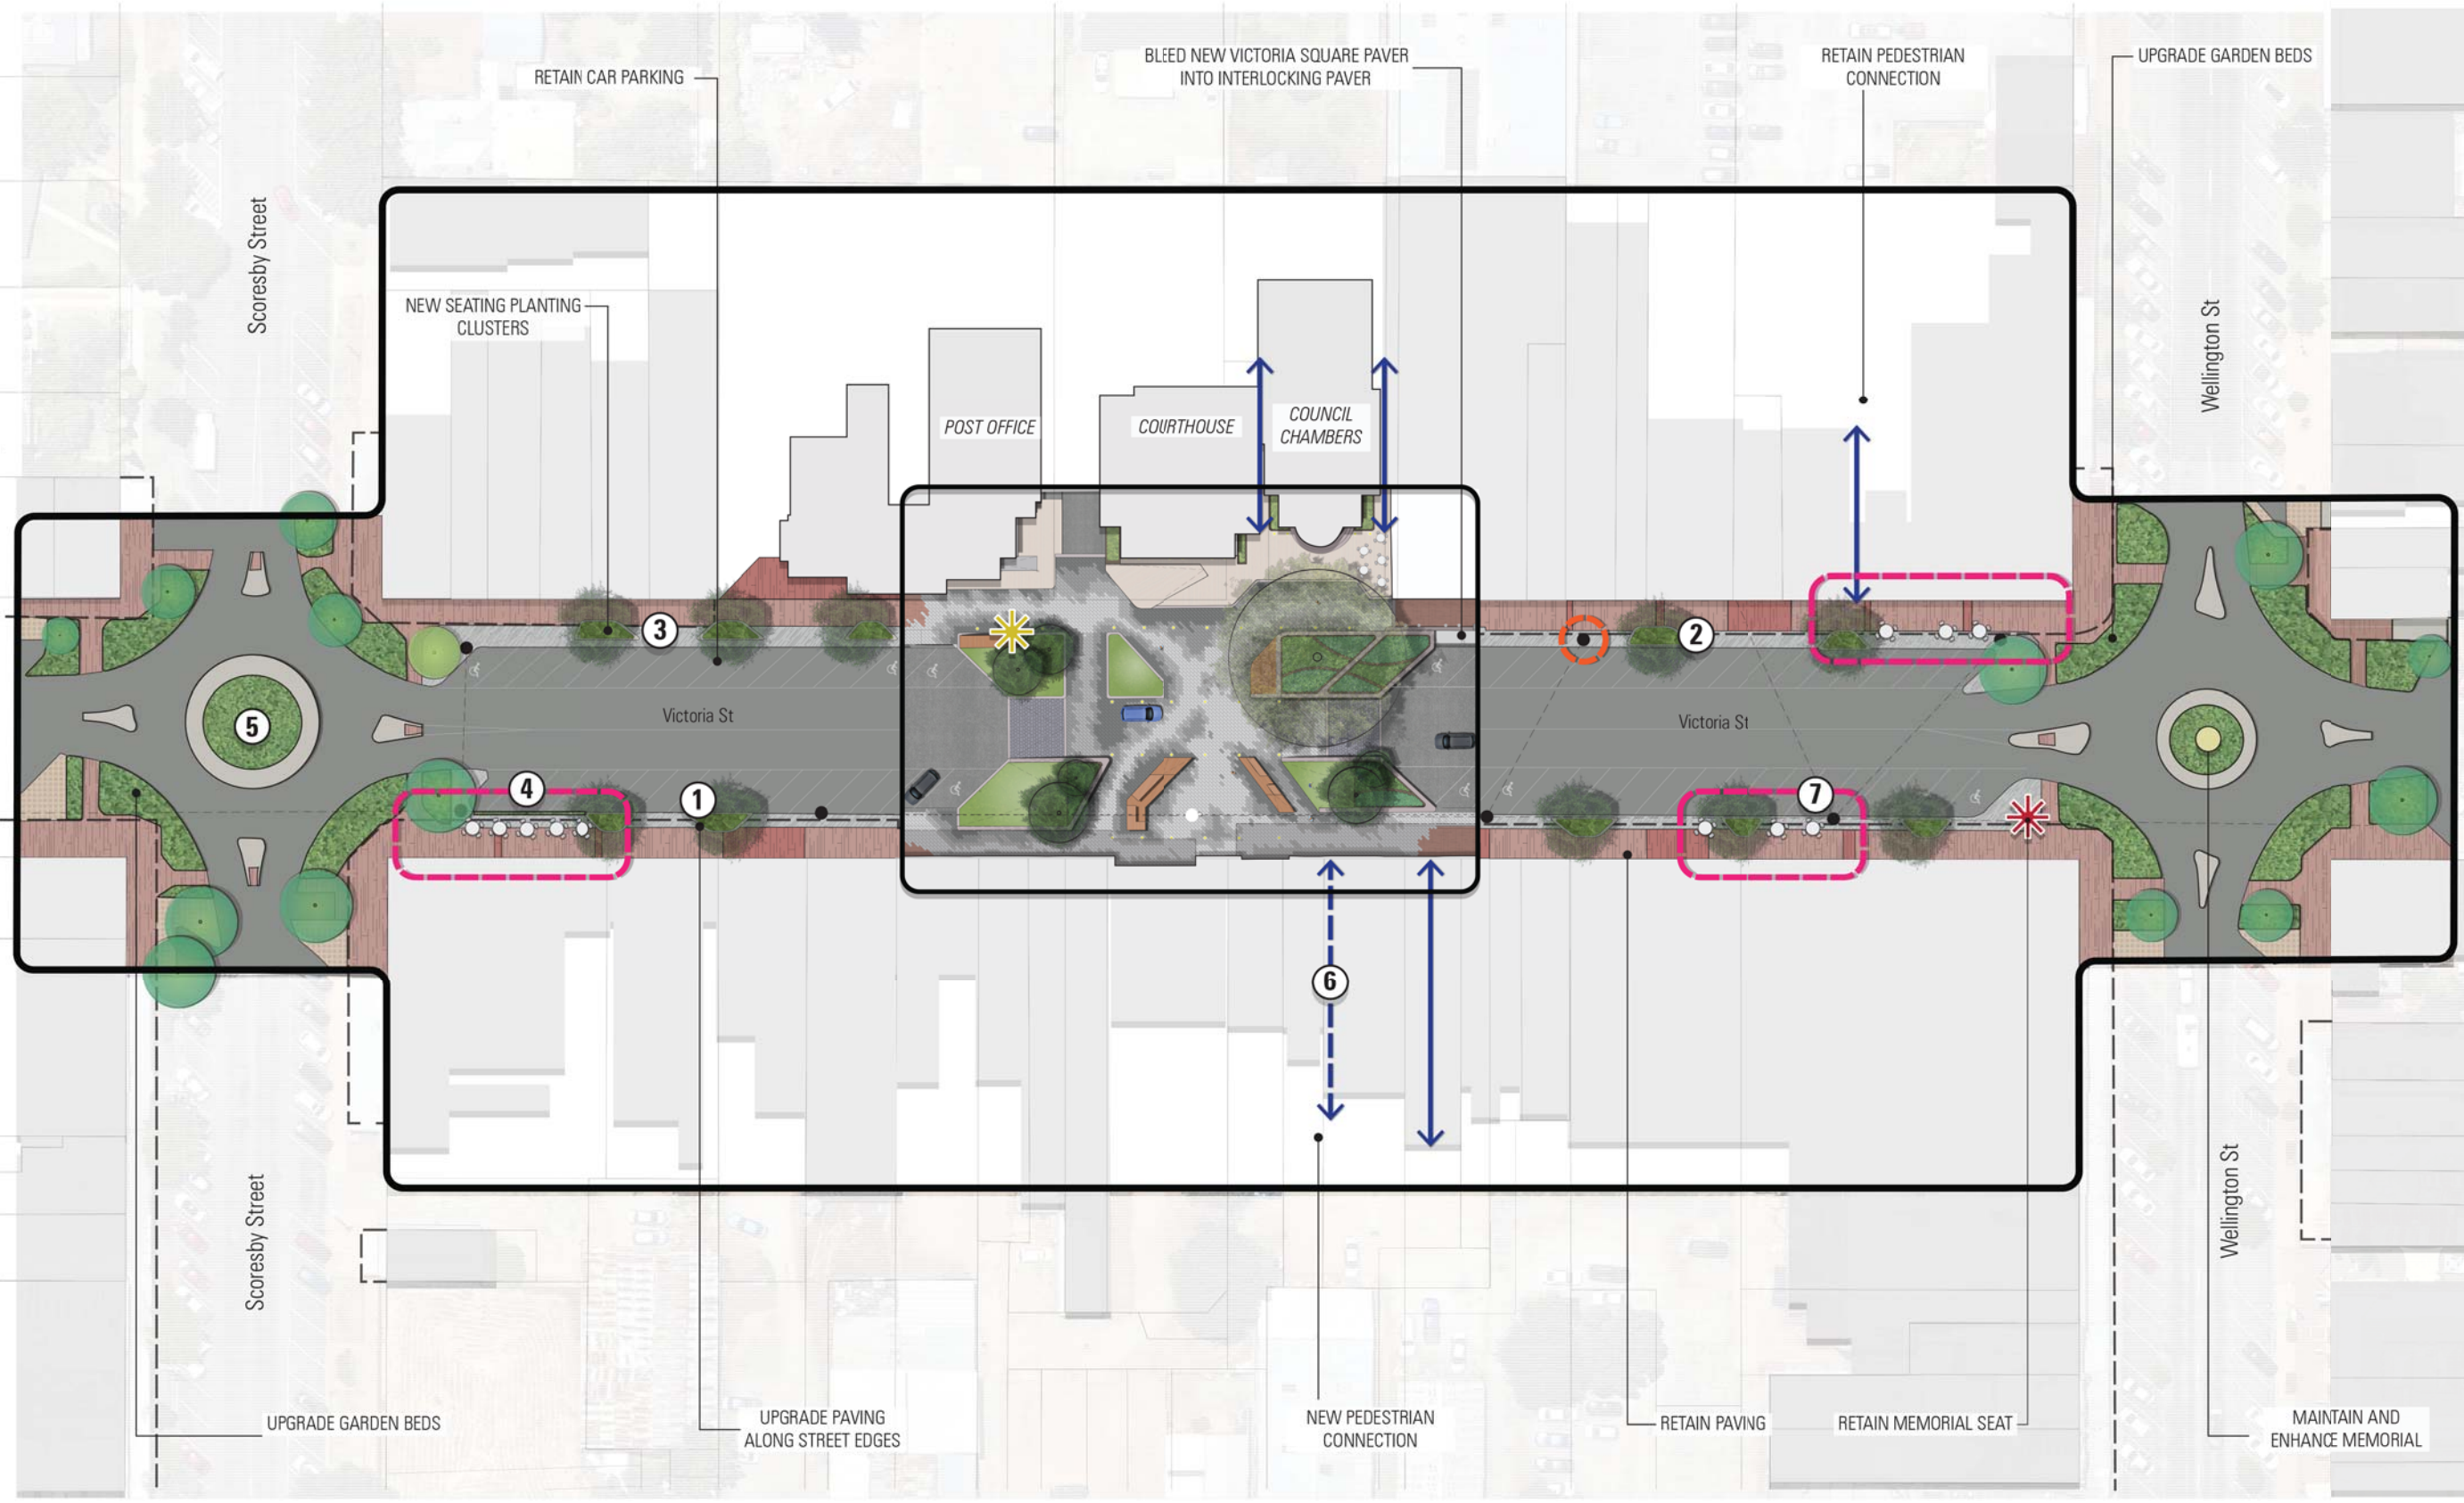 BLEED NEW VICTORIA SQUARE PAVER
INTO INTERLOCKING PAVER
RETAIN PEDESTRIAN
CONNECTION
UPGRADE GARDEN BEDS
RETAIN CAR PARKING
Scoresby Street
NEW SEATING PLANTING
CLUSTERS
Wellington St
POST OFFICE
COURTHOUSE
COUNCIL
CHAMBERS
3
2
5
Victoria St
Victoria St
4
1
7
6
Scoresby Street
Wellington St
UPGRADE GARDEN BEDS
UPGRADE PAVING
ALONG STREET EDGES
NEW PEDESTRIAN
CONNECTION
RETAIN PAVING
RETAIN MEMORIAL SEAT
MAINTAIN AND
ENHANCE MEMORIAL